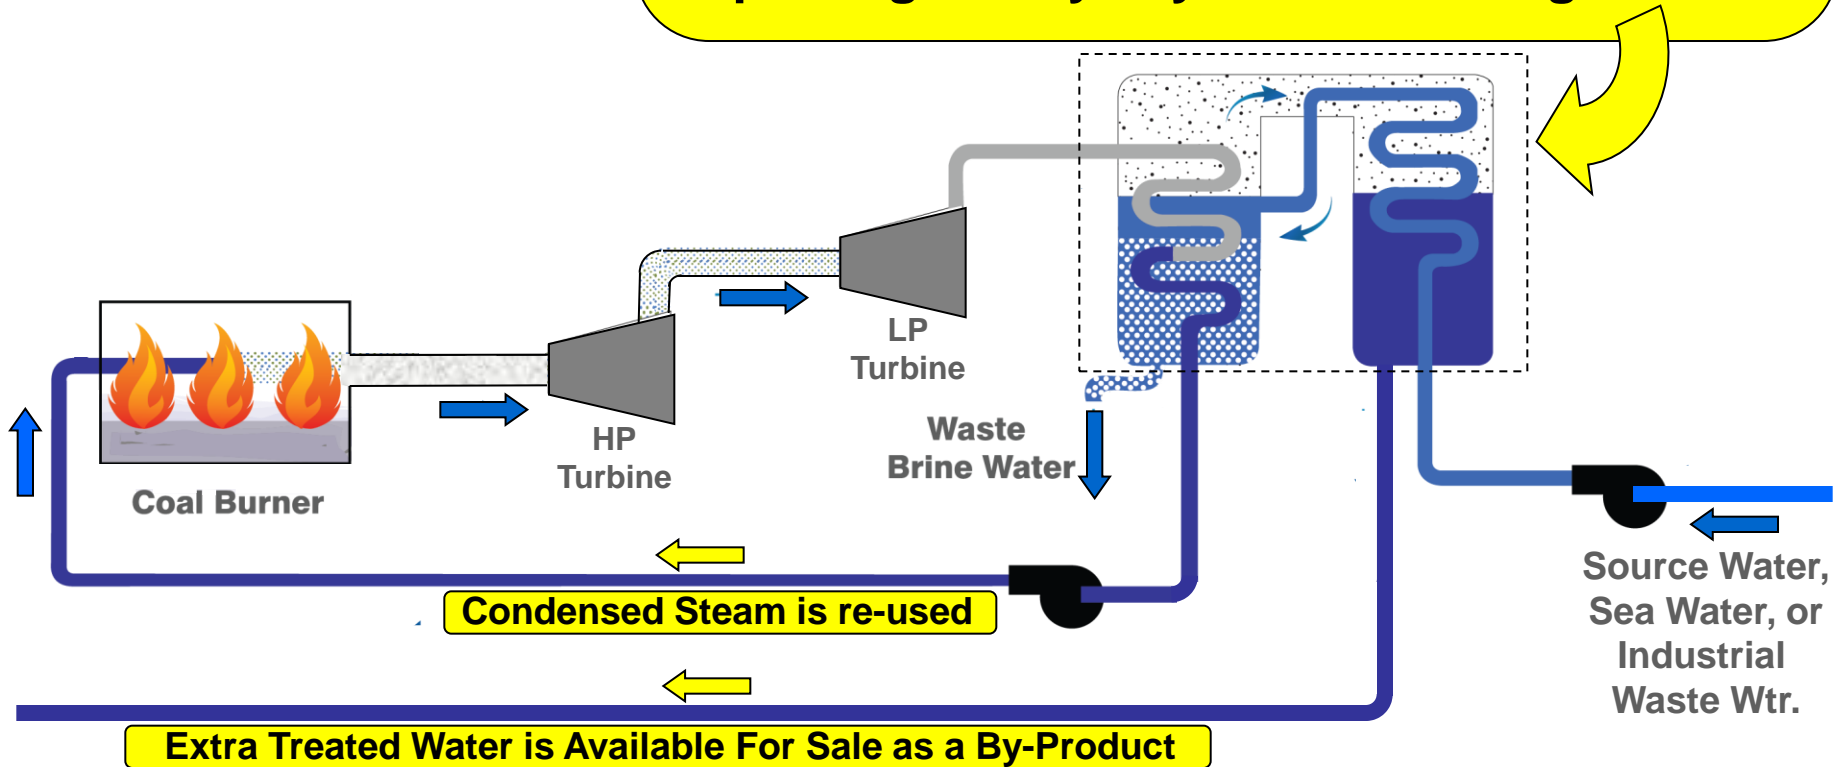 LP
Turbine
HP
Turbine
Coal Burner
Waste
Brine Water
Source Water,
Sea Water, or
Industrial
Waste Wtr.
Condensed Steam is re-used
Extra Treated Water is Available For Sale as a By-Product